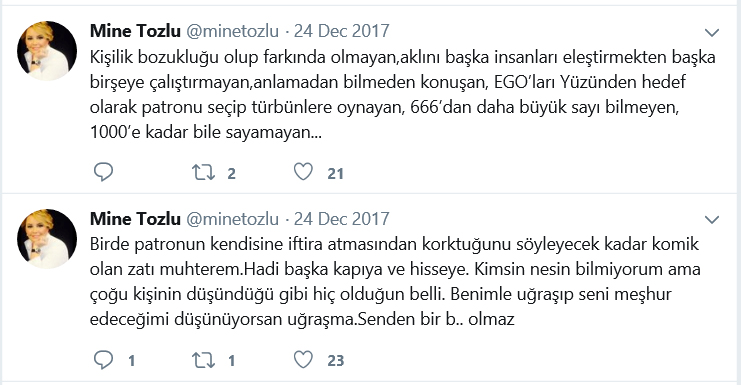 Mine Tozlu @minetozlu · 24 Dec 2017
Kişilik bozukluğu olup farkında olmayan,aklını başka insanları eleştirmekten başka
birşeye çalıştırmayan,anlamadan bilmeden konuşan, EGO’ları Yüzünden hedef
olarak patronu seçip türbünlere oynayan, 666’dan daha büyük sayı bilmeyen,
1000’e kadar bile sayamayan...
2 21
Mine Tozlu @minetozlu · 24 Dec 2017
Birde patronun kendisine iftira atmasından korktuğunu söyleyecek kadar komik
olan zatı muhterem.Hadi başka kapıya ve hisseye. Kimsin nesin bilmiyorum ama
çoğu kişinin düşündüğü gibi hiç olduğun belli. Benimle uğraşıp seni meşhur
edeceğimi düşünüyorsan uğraşma.Senden bir b.. olmaz
1 1 23